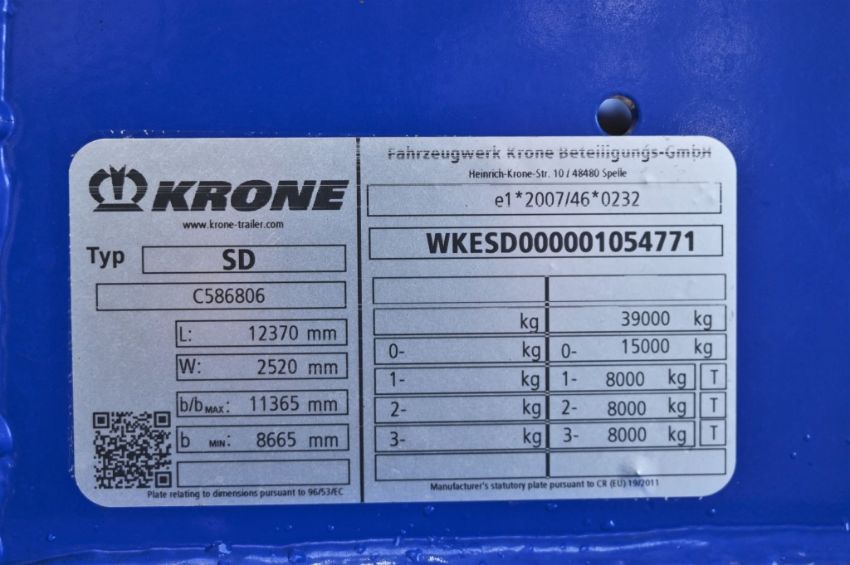 KRONE
www.krone-trailer.com
Typ SD
C586806
L: 12370 mm
W: 2520 mm
b/b MAX: 11365 mm
b MIN: 8665 mm
Plate relating to dimensions pursuant to 96/53/EC
Fahrzeugwerk Krone Beteiligungs-GmbH
Heinrich-Krone-Str. 10 / 48480 Spelle
e1*2007/46*0232
WKESD000001054771
kg 39000 kg
0- kg 0- 15000 kg
1- kg 1- 8000 kg T
2- kg 2- 8000 kg T
3- kg 3- 8000 kg T
Manufacturer's statutory plate pursuant to CR (EU) 19/2011